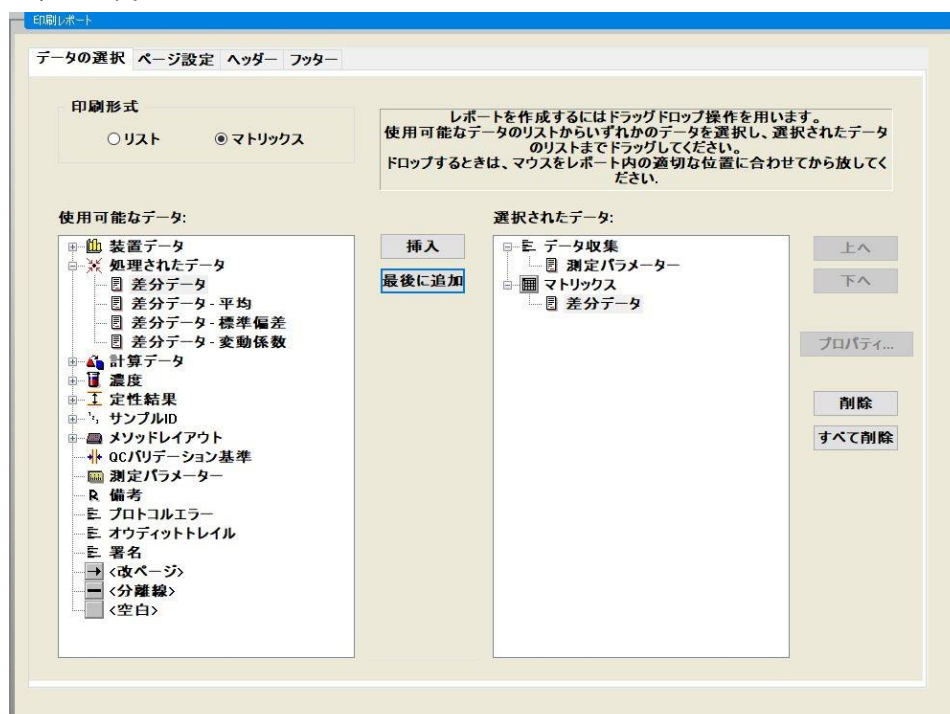 印刷レポート
データの選択 ページ設定 ヘッダー フッター
印刷形式
リスト マトリックス
レポートを作成するにはドラッグドロップ操作を用います。
使用可能なデータのリストからいずれかのデータを選択し、選択されたデータ
のリストまでドラッグしてください。
ドロップするときは、マウスをレポート内の適切な位置に合わせてから放してく
ださい.
使用可能なデータ:
装置データ
処理されたデータ
差分データ
差分データ - 平均
差分データ - 標準偏差
差分データ - 変動係数
計算データ
濃度
定性結果
サンプルID
メソッドレイアウト
QCバリデーション基準
測定パラメーター
備考
プロトコルエラー
オウディットトレイル
署名
<改ページ>
<分離線>
<空白>
挿入
最後に追加
選択されたデータ:
データ収集
測定パラメーター
マトリックス
差分データ
上へ
下へ
プロパティ...
削除
すべて削除